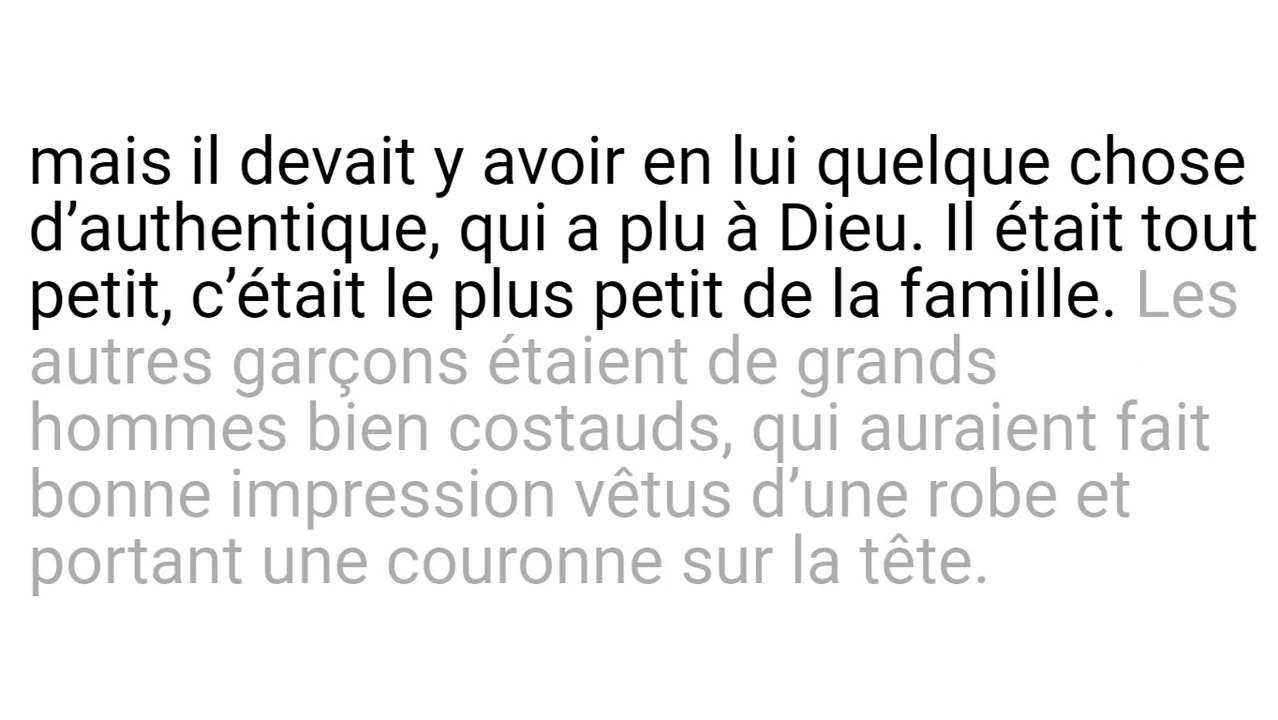 mais il devait y avoir en lui quelque chose
d’authentique, qui a plu à Dieu. Il était tout
petit, c’était le plus petit de la famille. Les
autres garçons étaient de grands
hommes bien costauds, qui auraient fait
bonne impression vêtus d’une robe et
portant une couronne sur la tête.